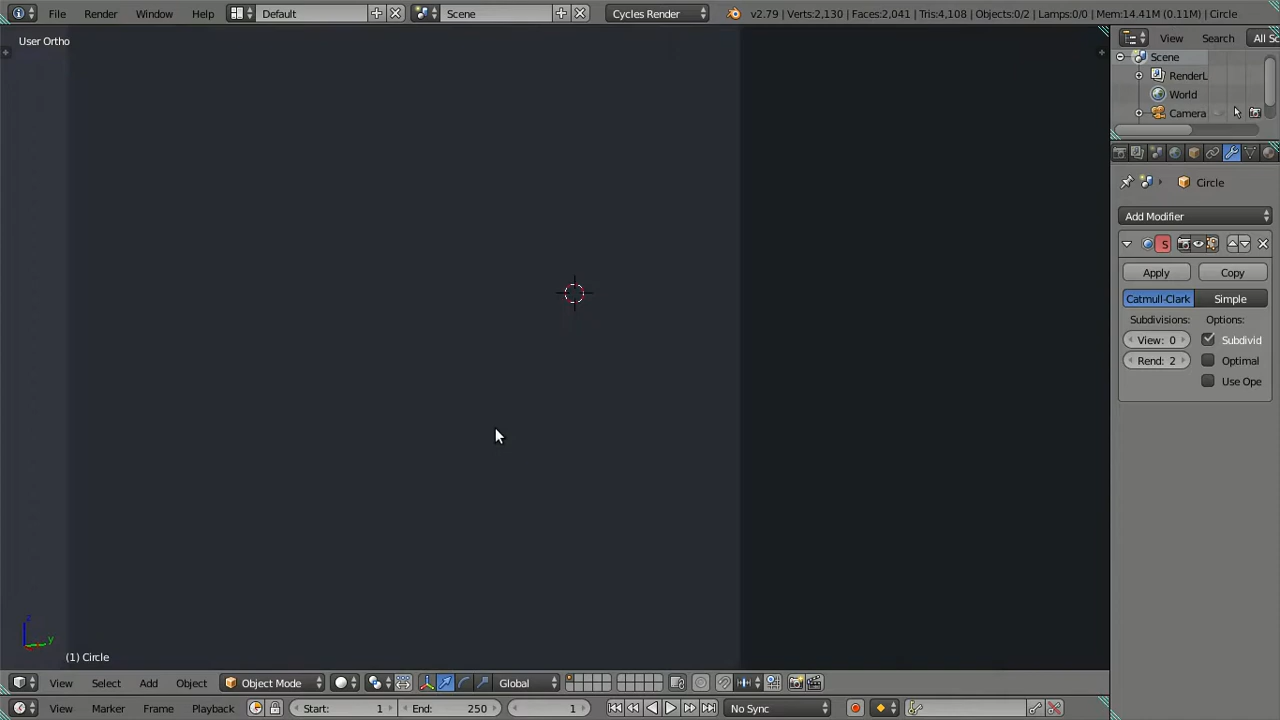 File Render Window Help Default Scene Cycles Render v2.79 | Verts:2,130 | Faces:2,041 | Tris:4,108 | Objects:0/2 | Lamps:0/0 | Mem:14.41M (0.11M) | Circle
User Ortho
View Search All Sc
Scene
RenderL
World
Camera
Circle
Add Modifier
S
Apply Copy
Catmull-Clark Simple
Subdivisions: Options:
View: 0 Subdivid
Rend: 2 Optimal
Use Ope
z
y
(1) Circle
View Select Add Object Object Mode Global
View Marker Frame Playback Start: 1 End: 250 1 No Sync